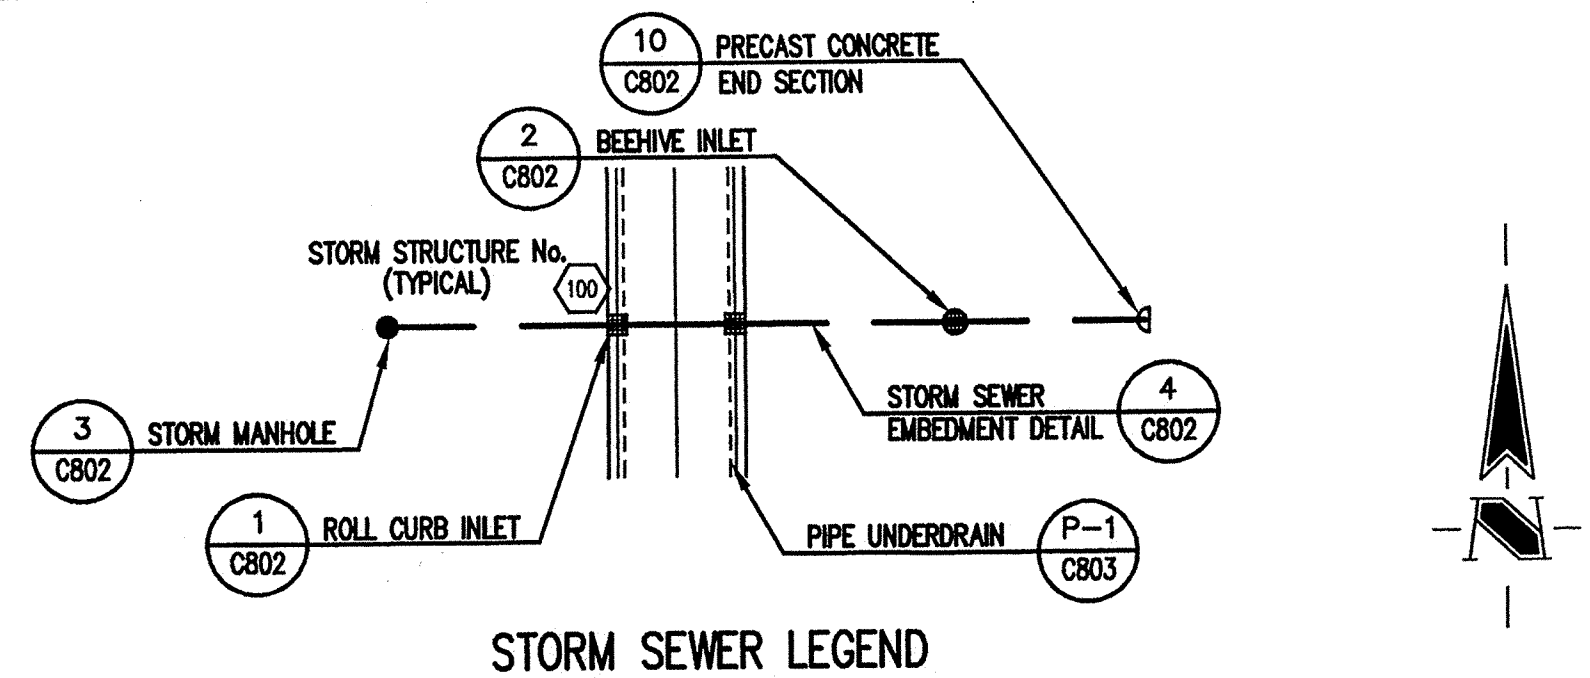 10
C802
PRECAST CONCRETE
END SECTION
2
C802
BEEHIVE INLET
STORM STRUCTURE No.
(TYPICAL)
100
3
C802
STORM MANHOLE
STORM SEWER
EMBEDMENT DETAIL
4
C802
1
C802
ROLL CURB INLET
PIPE UNDERDRAIN
P-1
C803
N
STORM SEWER LEGEND